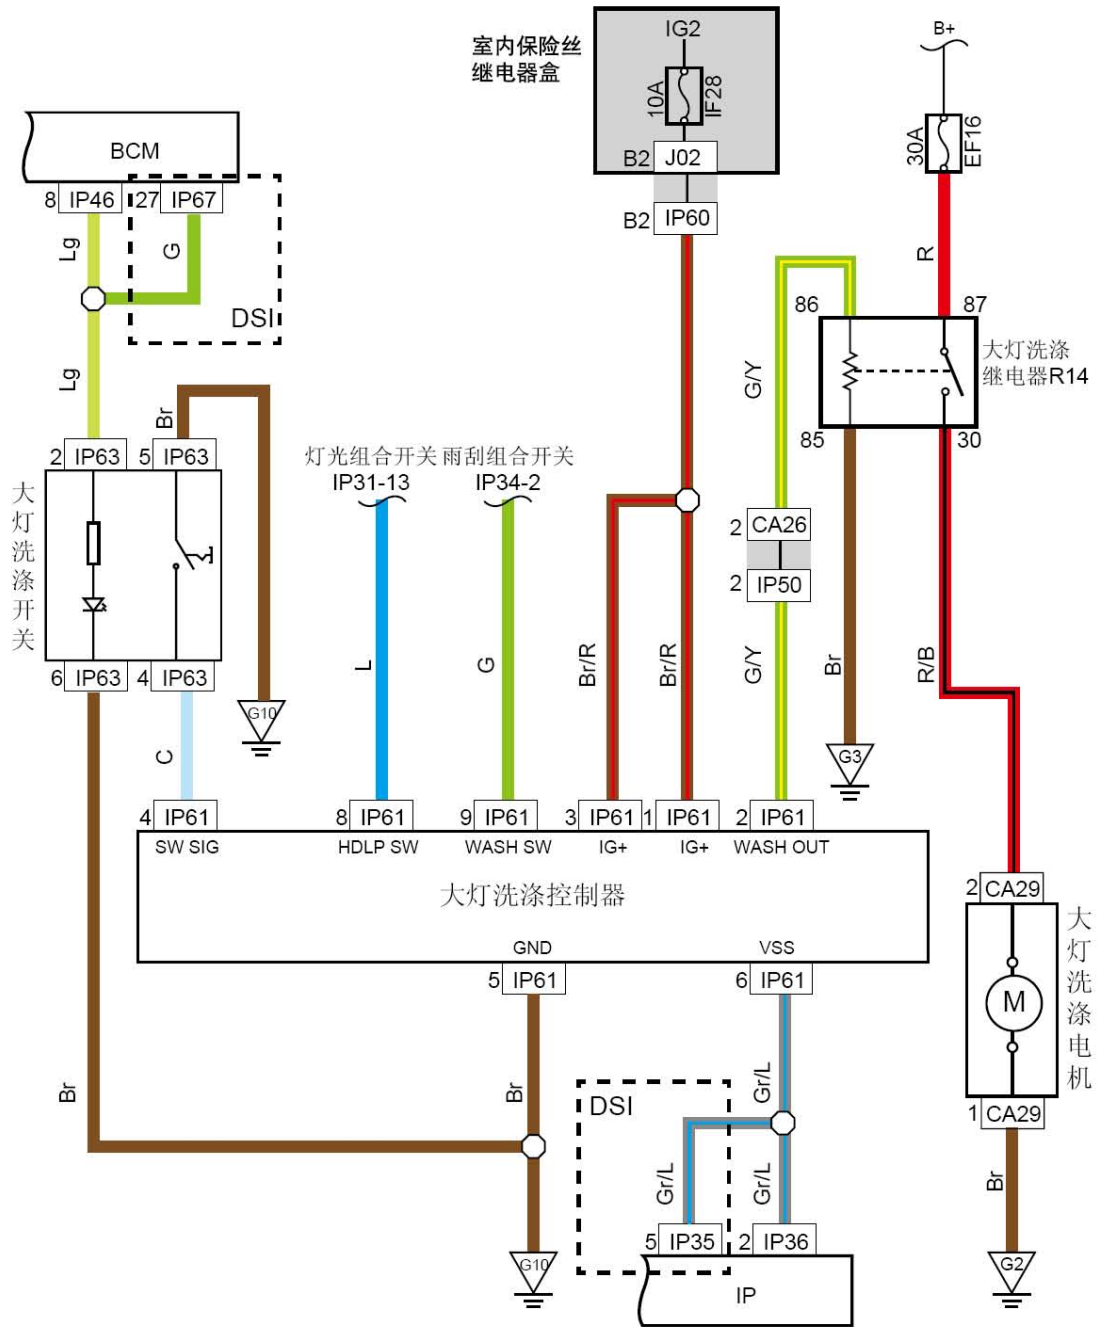 B+
室内保险丝
继电器盒
IG2
10A
IF28
30A
EF16
B2 J02
B2 IP60
BCM
8 IP46
27 IP67
Lg
G
DSI
R
86
87
大灯洗涤
继电器R14
85
30
Lg
Br
G/Y
2 IP63
5 IP63
灯光组合开关
IP31-13
雨刮组合开关
IP34-2
大灯洗涤开关
2 CA26
2 IP50
6 IP63
4 IP63
L
G
Br/R
Br/R
G/Y
Br
R/B
G10
C
G3
4 IP61
8 IP61
9 IP61
3 IP61
1 IP61
2 IP61
SW SIG
HDLP SW
WASH SW
IG+
IG+
WASH OUT
大灯洗涤控制器
GND
VSS
5 IP61
6 IP61
2 CA29
M
大灯洗涤电机
1 CA29
Br
Br
DSI
Gr/L
Gr/L
Gr/L
Br
5 IP35
2 IP36
G10
IP
G2